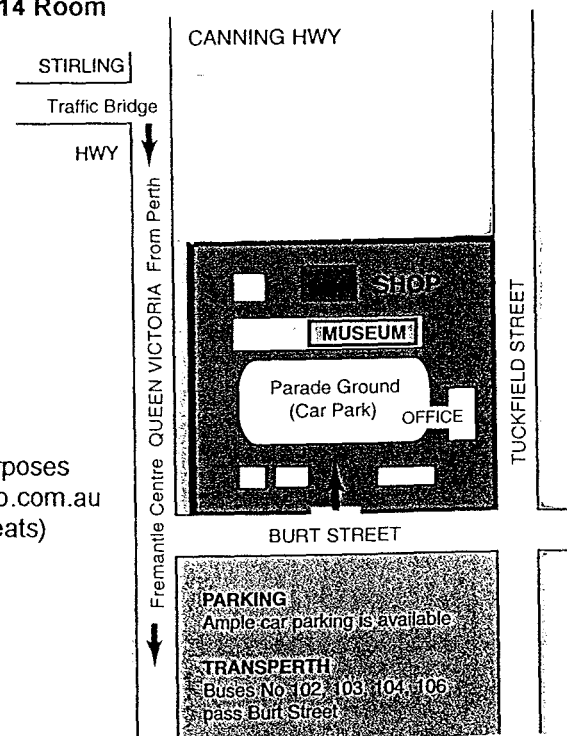 14 Room
CANNING HWY
STIRLING
Traffic Bridge
HWY
Fremantle Centre QUEEN VICTORIA From Perth
SHOP
MUSEUM
Parade Ground
(Car Park)
OFFICE
TUCKFIELD STREET
rposes
o.com.au
eats)
BURT STREET
PARKING
Ample car parking is available
TRANSPERTH
Buses No 102, 103, 104, 106,
pass Burt Street